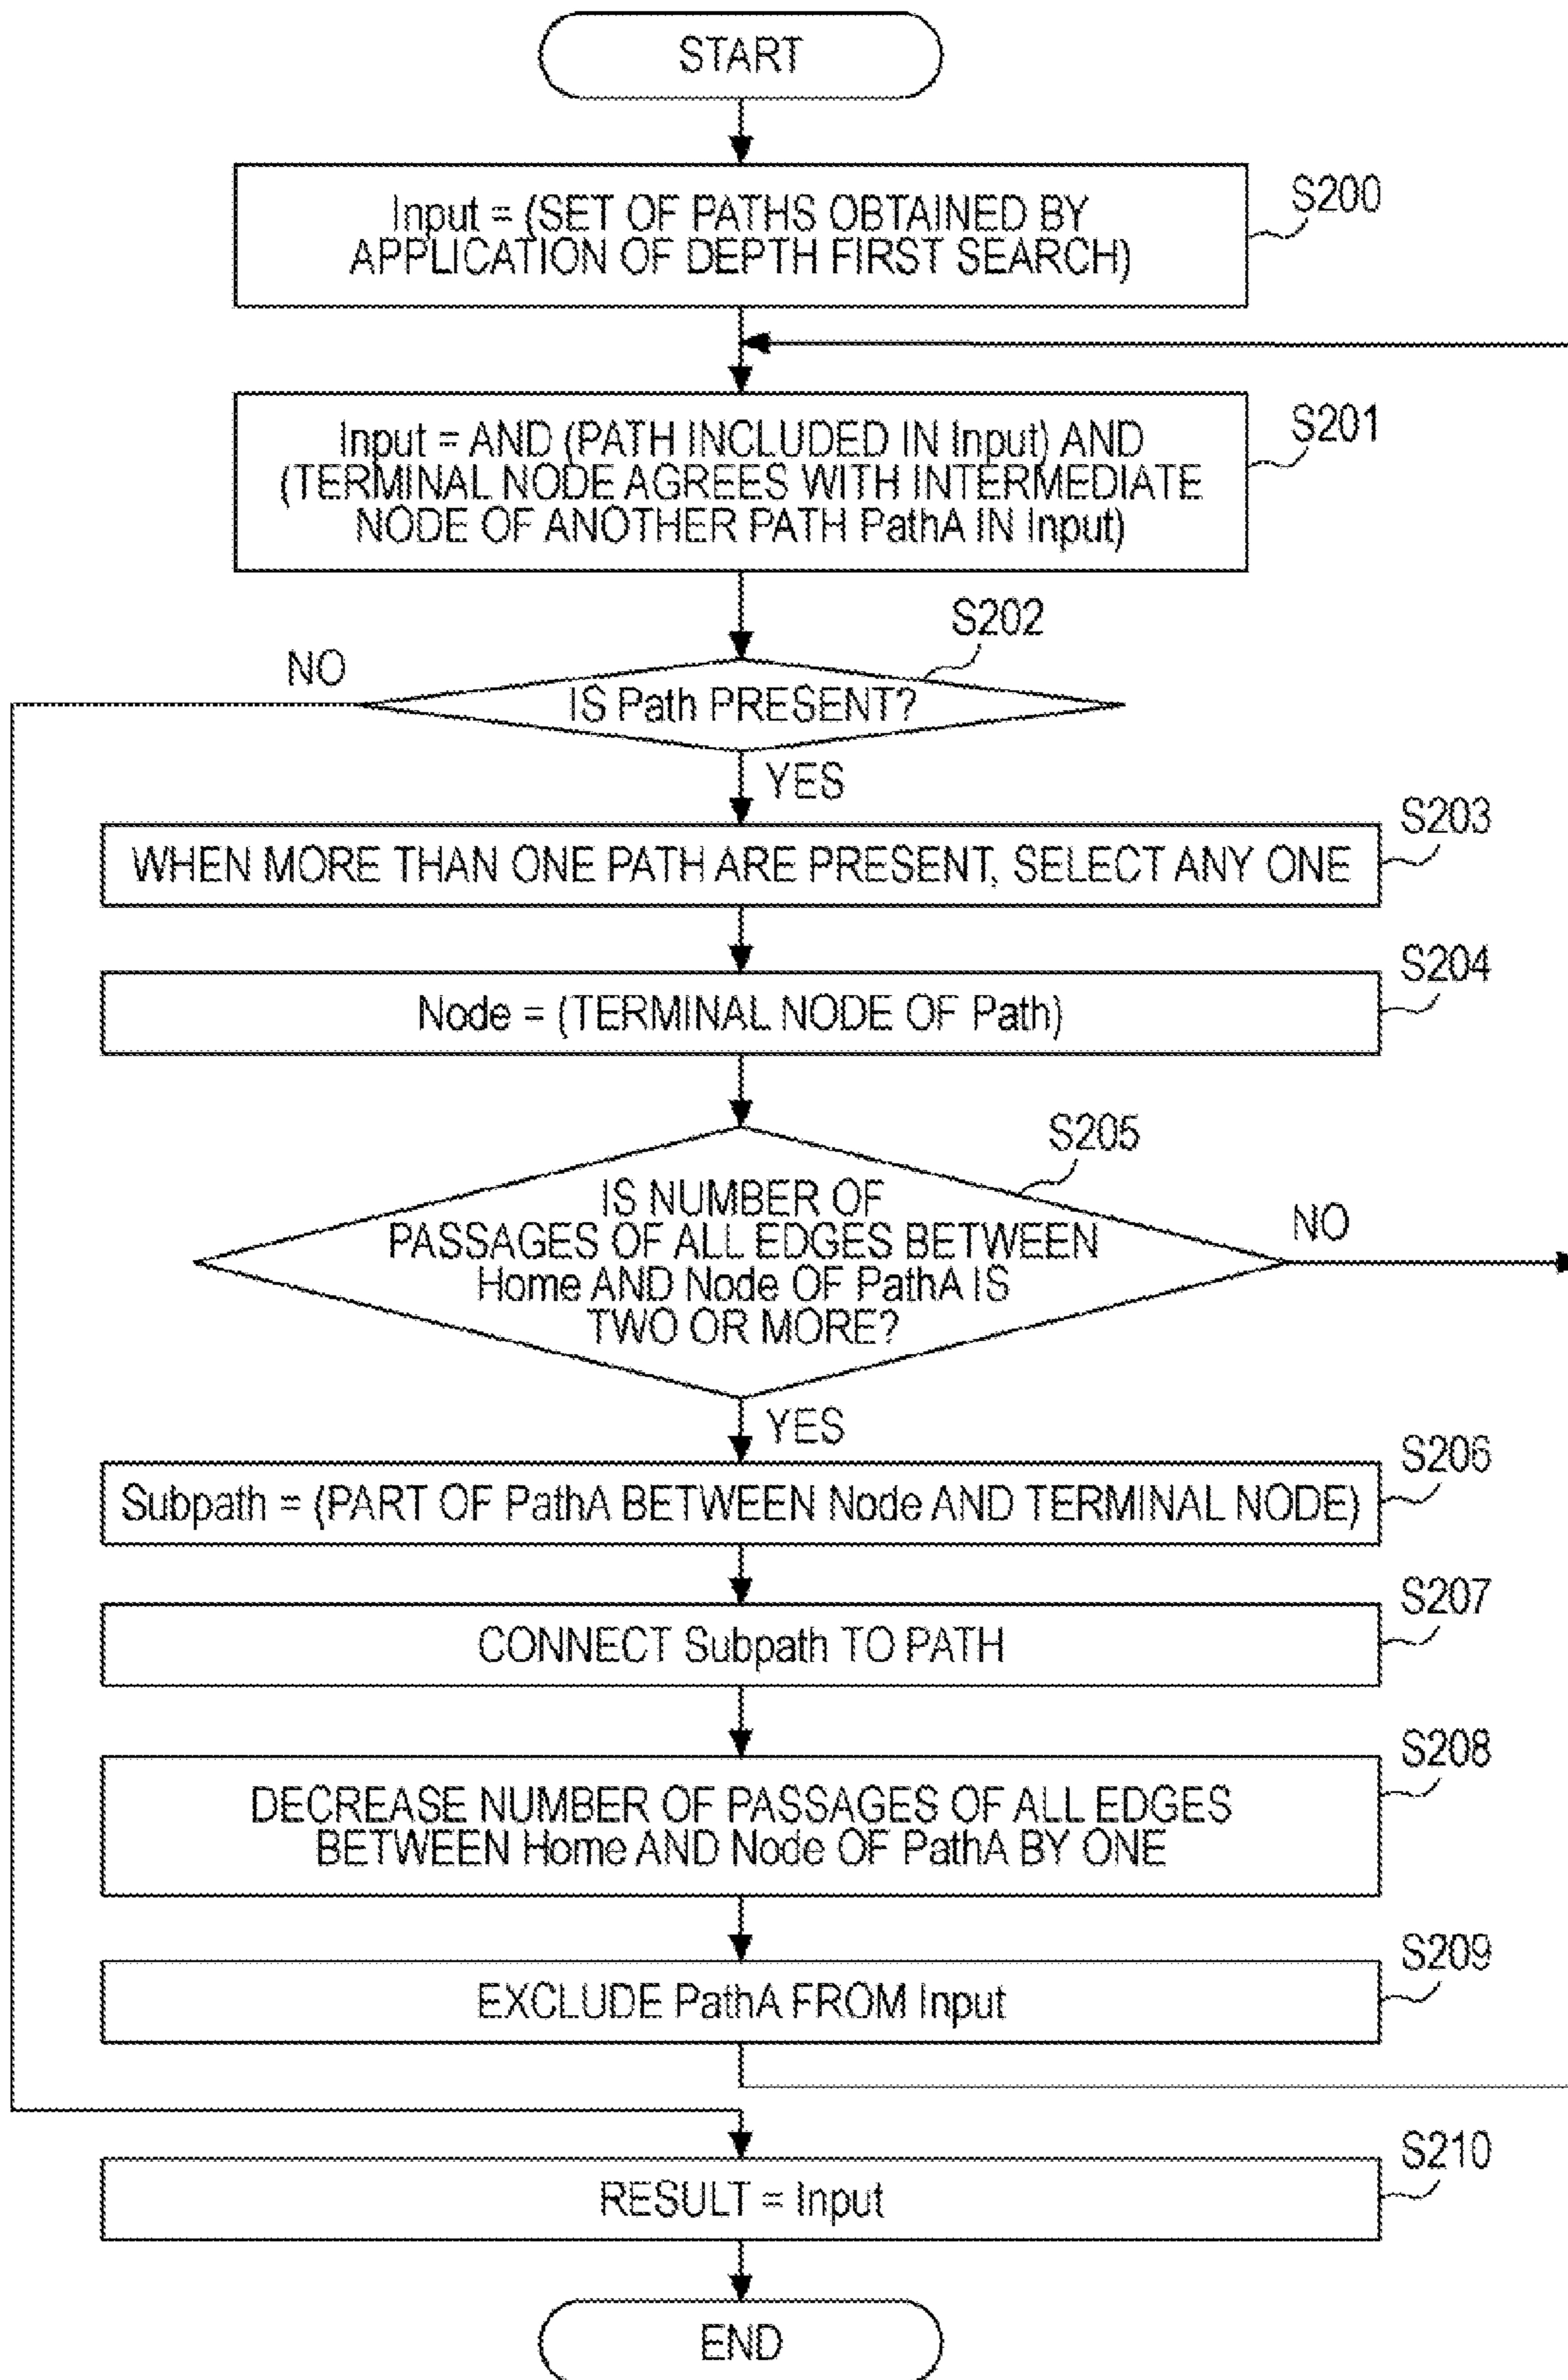 START
Input = (SET OF PATHS OBTAINED BY
APPLICATION OF DEPTH FIRST SEARCH)
S200
Input = AND (PATH INCLUDED IN Input) AND
(TERMINAL NODE AGREES WITH INTERMEDIATE
NODE OF ANOTHER PATH PathA IN Input)
S201
S202
NO
IS Path PRESENT?
YES
S203
WHEN MORE THAN ONE PATH ARE PRESENT, SELECT ANY ONE
S204
Node = (TERMINAL NODE OF Path)
S205
IS NUMBER OF
PASSAGES OF ALL EDGES BETWEEN
Home AND Node OF PathA IS
TWO OR MORE?
NO
YES
S206
Subpath = (PART OF PathA BETWEEN Node AND TERMINAL NODE)
S207
CONNECT Subpath TO PATH
S208
DECREASE NUMBER OF PASSAGES OF ALL EDGES
BETWEEN Home AND Node OF PathA BY ONE
S209
EXCLUDE PathA FROM Input
S210
RESULT = Input
END